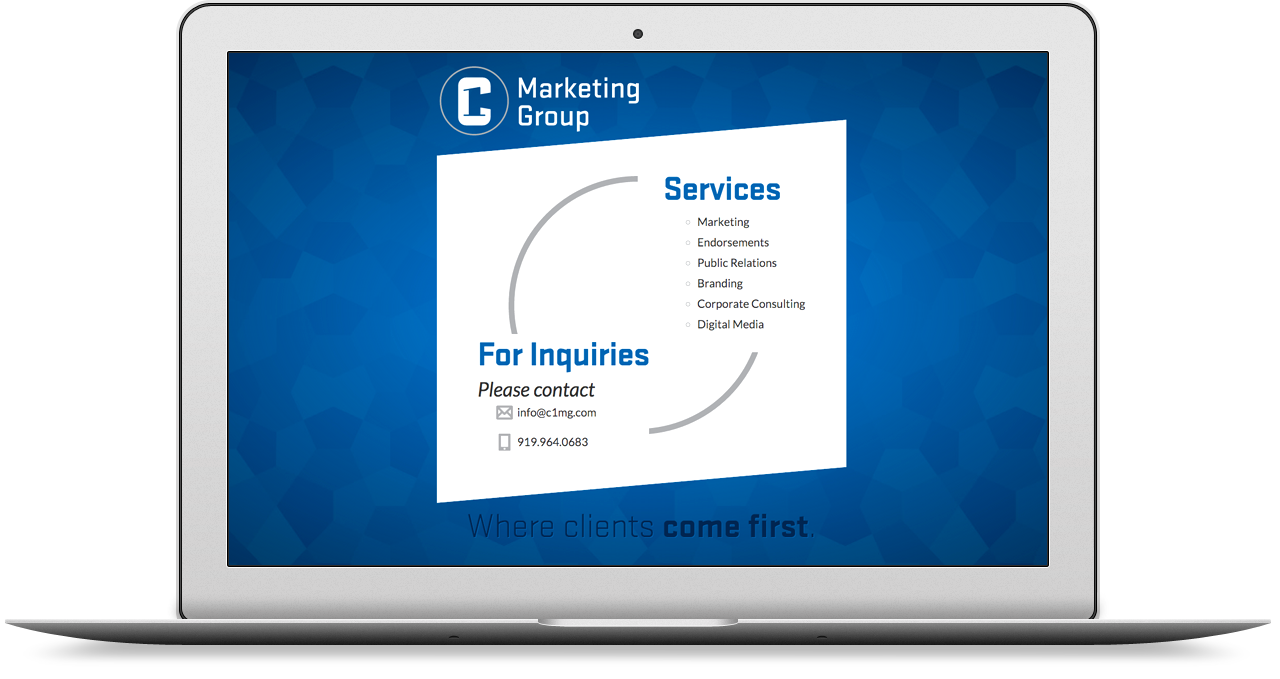 C1 Marketing
Group
Services
Marketing
Endorsements
Public Relations
Branding
Corporate Consulting
Digital Media
For Inquiries
Please contact
info@c1mg.com
919.964.0683
Where clients come first.